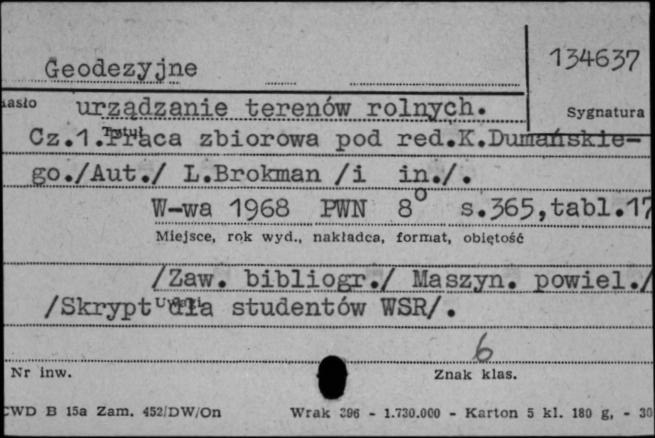 Geodezyjne
134637
asło urządzanie terenów rolnych.
Sygnatura
Tytuł
Cz.1.Praca zbiorowa pod red.K.Dumańskie-
go./Aut./ L.Brokman /i in./.
W-wa 1968 PWN 8° s.365,tabl.17
Miejsce, rok wyd., nakładca, format, objętość
/Zaw. bibliogr./ Maszyn. powiel./
Uwagi
/Skrypt dla studentów WSR/.
6
Nr inw.
Znak klas.
CWD B 15a Zam. 452/DW/On Wrak 396 - 1.730.000 - Karton 5 kl. 180 g, - 30